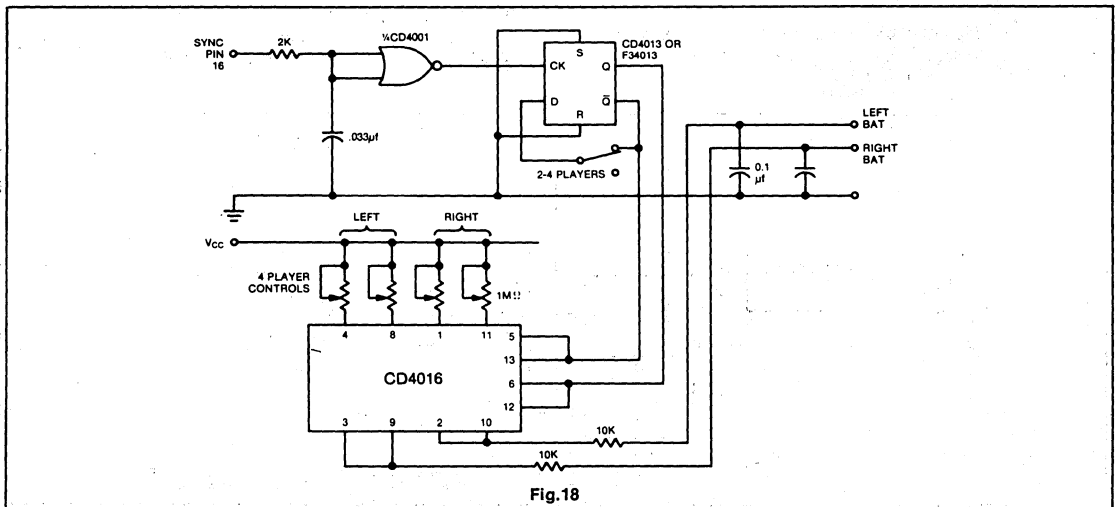 SYNC
PIN
16
2K
¼CD4001
.033µf
S
CK
Q
D
Q̅
R
CD4013 OR
F34013
2-4 PLAYERS
LEFT
BAT
RIGHT
BAT
0.1
µf
LEFT
RIGHT
VCC
4 PLAYER
CONTROLS
1MΩ
4 8 1 11
5
13
CD4016
6
12
3 9 2 10
10K
10K
Fig.18